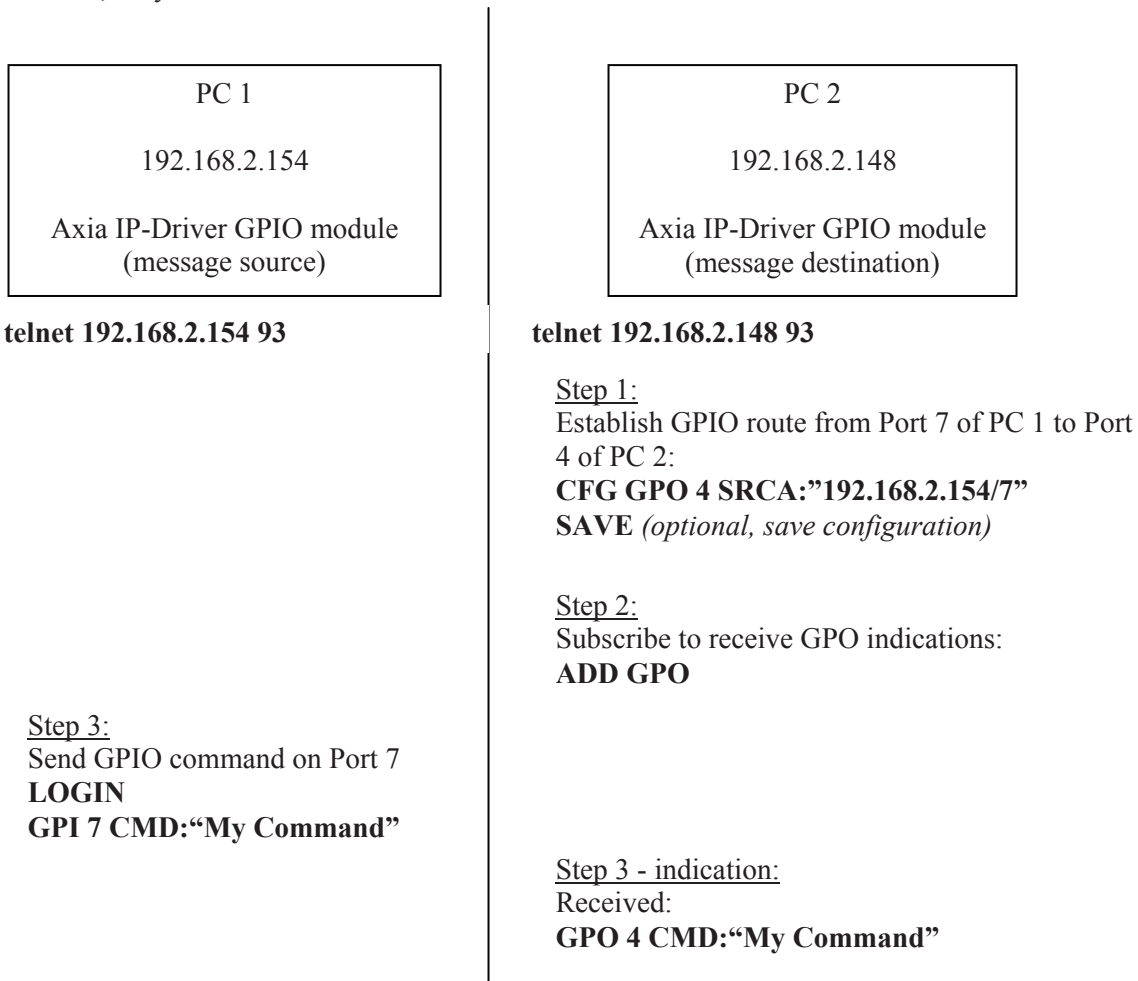 PC 1
192.168.2.154
Axia IP-Driver GPIO module
(message source)
PC 2
192.168.2.148
Axia IP-Driver GPIO module
(message destination)
telnet 192.168.2.154 93
telnet 192.168.2.148 93
Step 1:
Establish GPIO route from Port 7 of PC 1 to Port
4 of PC 2:
CFG GPO 4 SRCA:”192.168.2.154/7”
SAVE (optional, save configuration)
Step 2:
Subscribe to receive GPO indications:
ADD GPO
Step 3:
Send GPIO command on Port 7
LOGIN
GPI 7 CMD:“My Command”
Step 3 - indication:
Received:
GPO 4 CMD:“My Command”